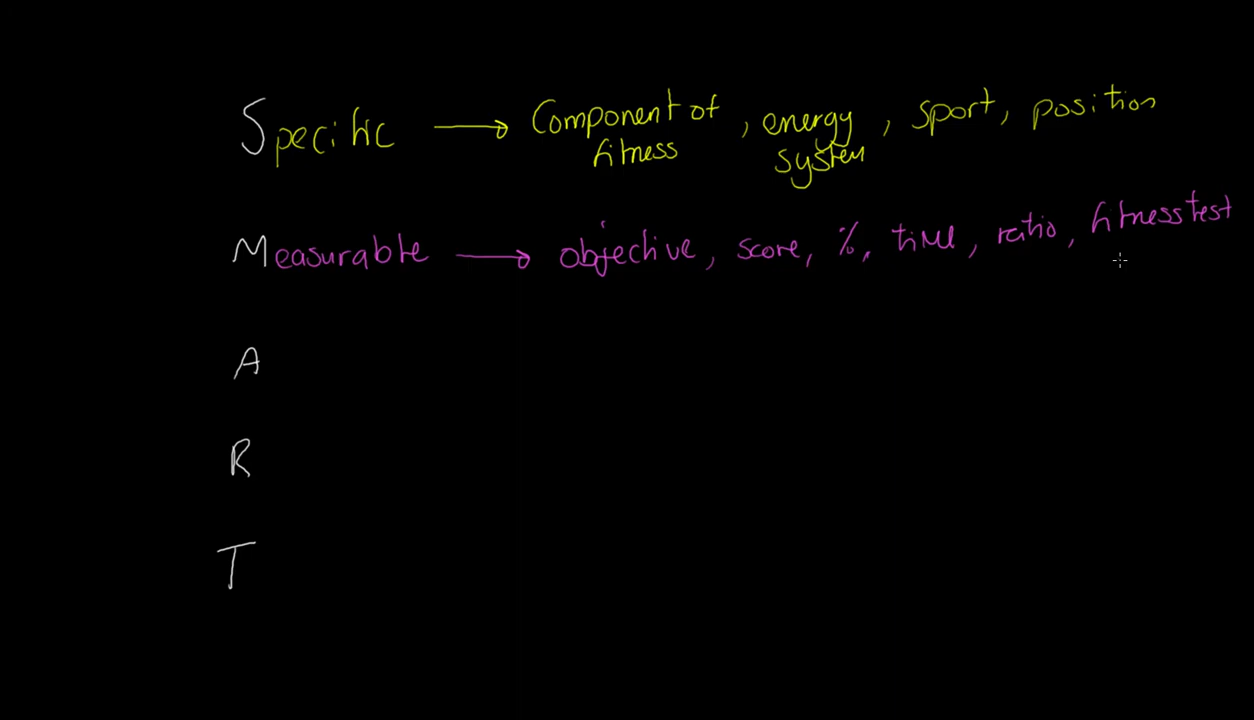 Specific → Component of fitness, energy system, sport, position
Measurable → objective, score, %, time, ratio, fitness test
A
R
T